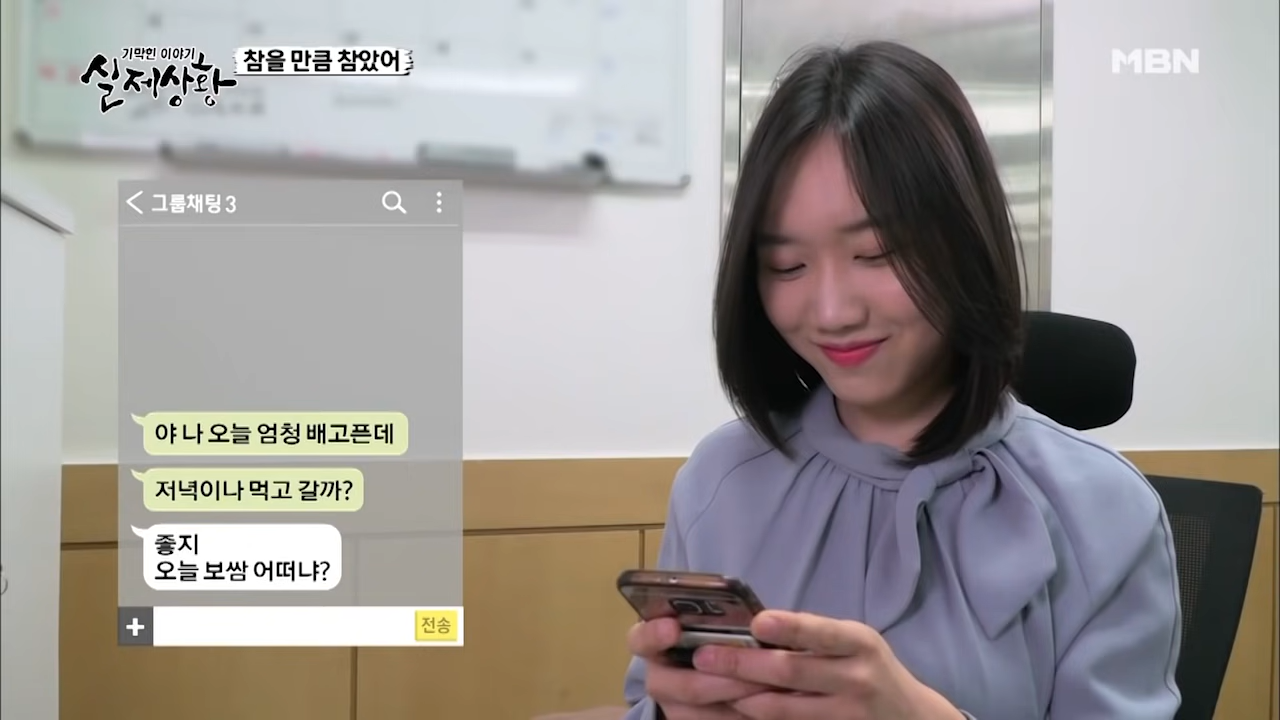 기막힌 이야기
실제상황
참을 만큼 참았어
MBN
그룹채팅 3
야 나 오늘 엄청 배고픈데
저녁이나 먹고 갈까?
좋지
오늘 보쌈 어떠냐?
전송